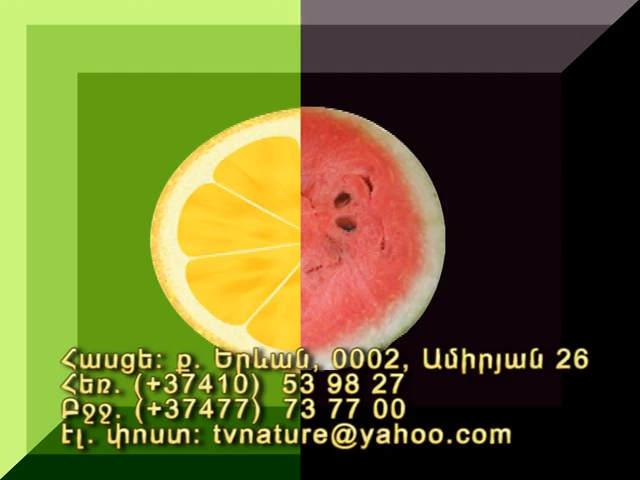 Հասցե: ք. Երևան, 0002, Ամիրյան 26
Հեռ. (+37410) 53 98 27
Բջջ. (+37477) 73 77 00
Էլ. փոստ: tvnature@yahoo.com